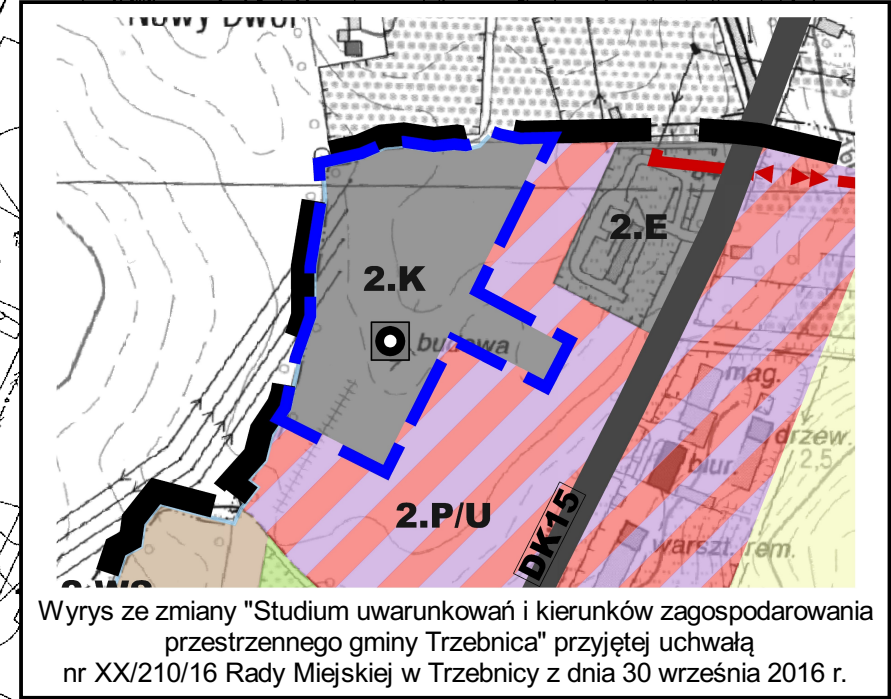 Nowy Dwór
2.E
2.K
budowa
mag.
drzew.
2,5
biur.
2.P/U
DK15
warszt. rem.
Wyrys ze zmiany "Studium uwarunkowań i kierunków zagospodarowania
przestrzennego gminy Trzebnica" przyjętej uchwałą
nr XX/210/16 Rady Miejskiej w Trzebnicy z dnia 30 września 2016 r.